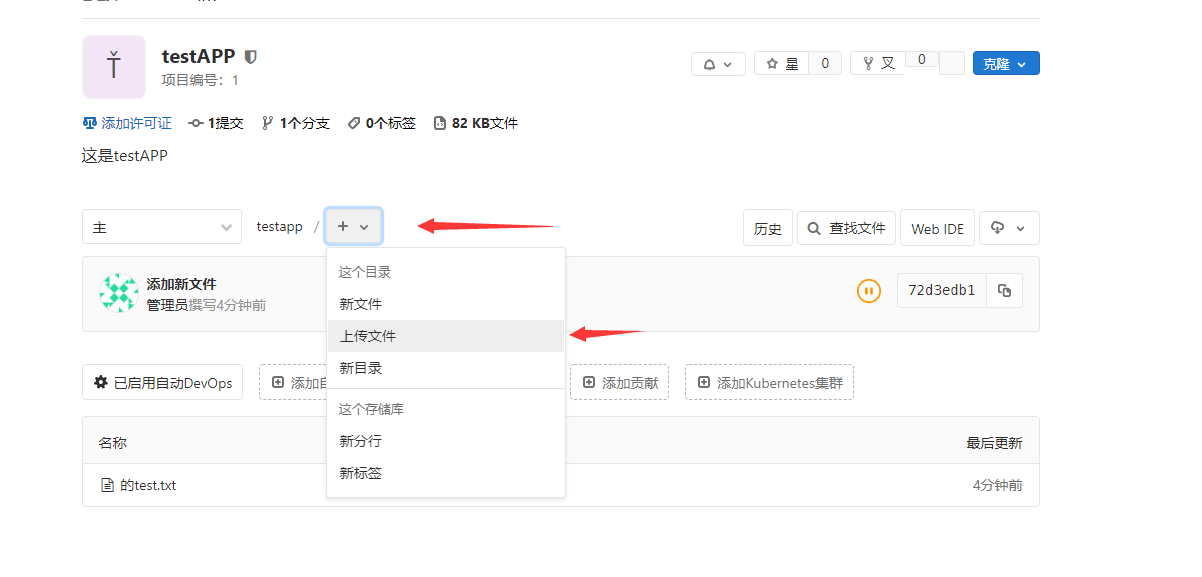 Ť
testAPP
项目编号：1
星 0
叉 0
克隆
添加许可证 1提交 1个分支 0个标签 82 KB文件
这是testAPP
主
testapp / +
历史 查找文件 Web IDE
这个目录
新文件
上传文件
新目录
这个存储库
新分行
新标签
添加新文件
管理员撰写4分钟前
72d3edb1
已启用自动DevOps
添加自
添加贡献
添加Kubernetes集群
名称 最后更新
的test.txt 4分钟前